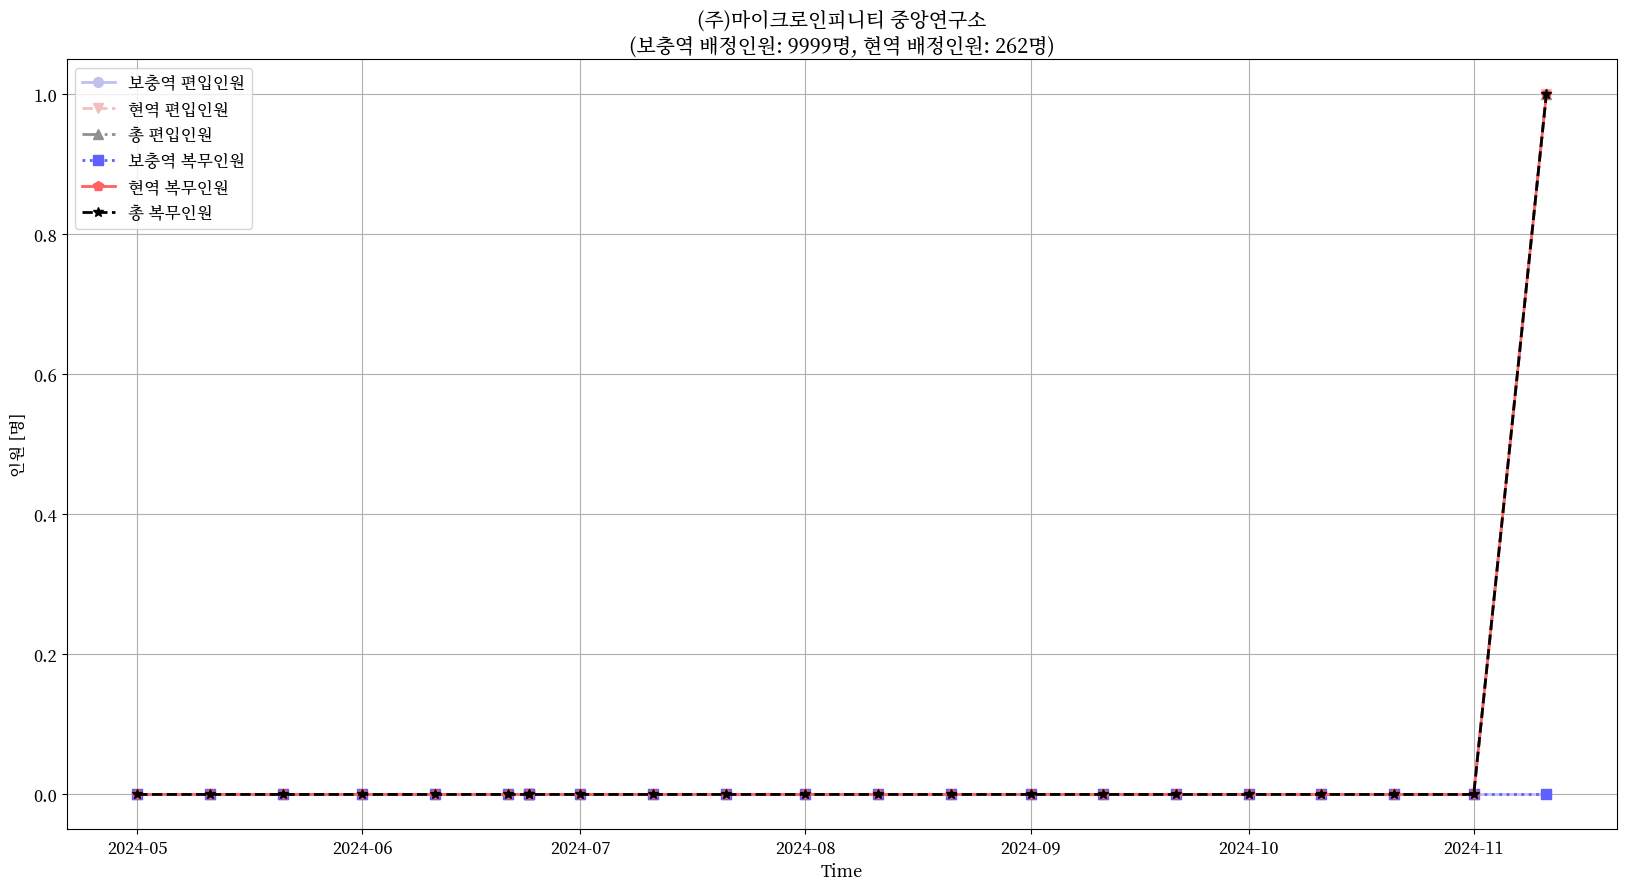 (주)마이크로인피니티 중앙연구소
(보충역 배정인원: 9999명, 현역 배정인원: 262명)
보충역 편입인원
현역 편입인원
총 편입인원
보충역 복무인원
현역 복무인원
총 복무인원
1.0
0.8
0.6
0.4
0.2
0.0
인원 [명]
2024-05
2024-06
2024-07
2024-08
2024-09
2024-10
2024-11
Time